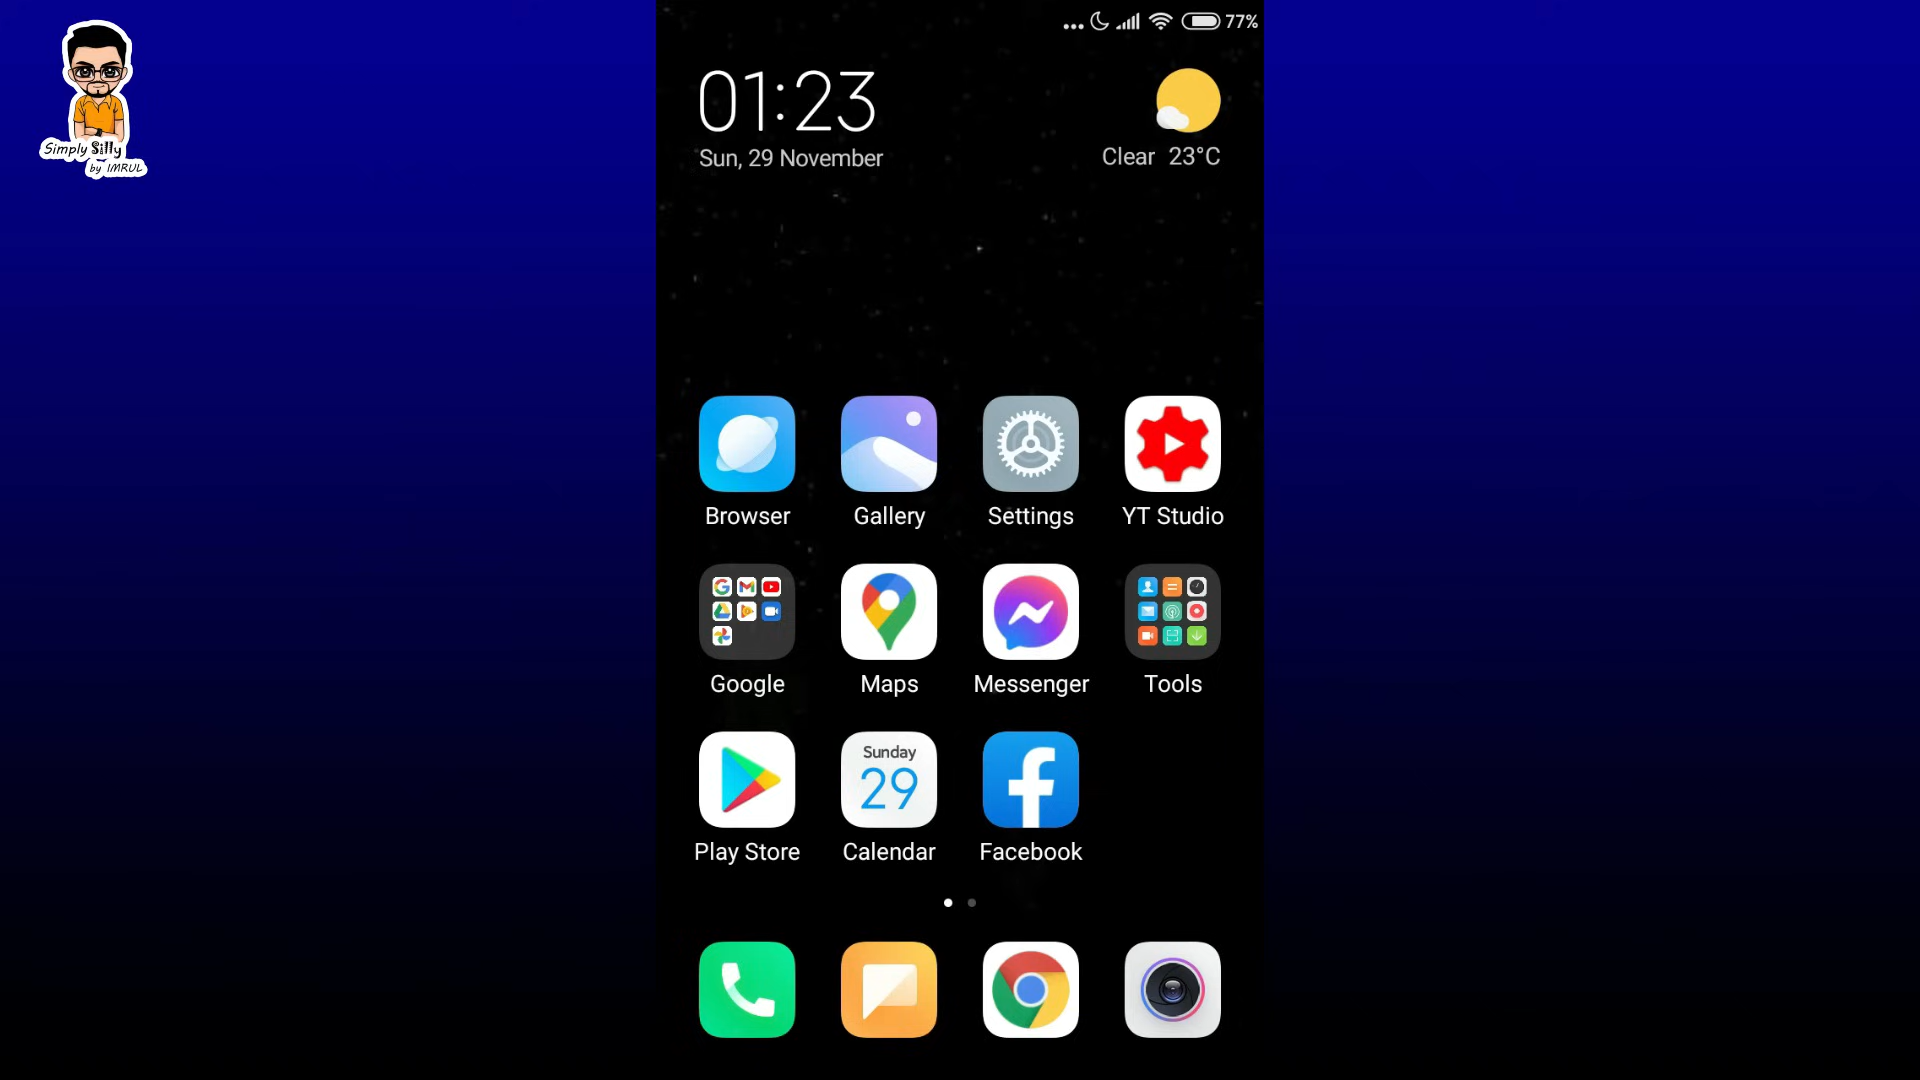 77%
01:23
Sun, 29 November
Clear 23°C
Simply Silly
by IMRUL
Browser
Gallery
Settings
YT Studio
Google
Maps
Messenger
Tools
Sunday
29
Play Store
Calendar
Facebook